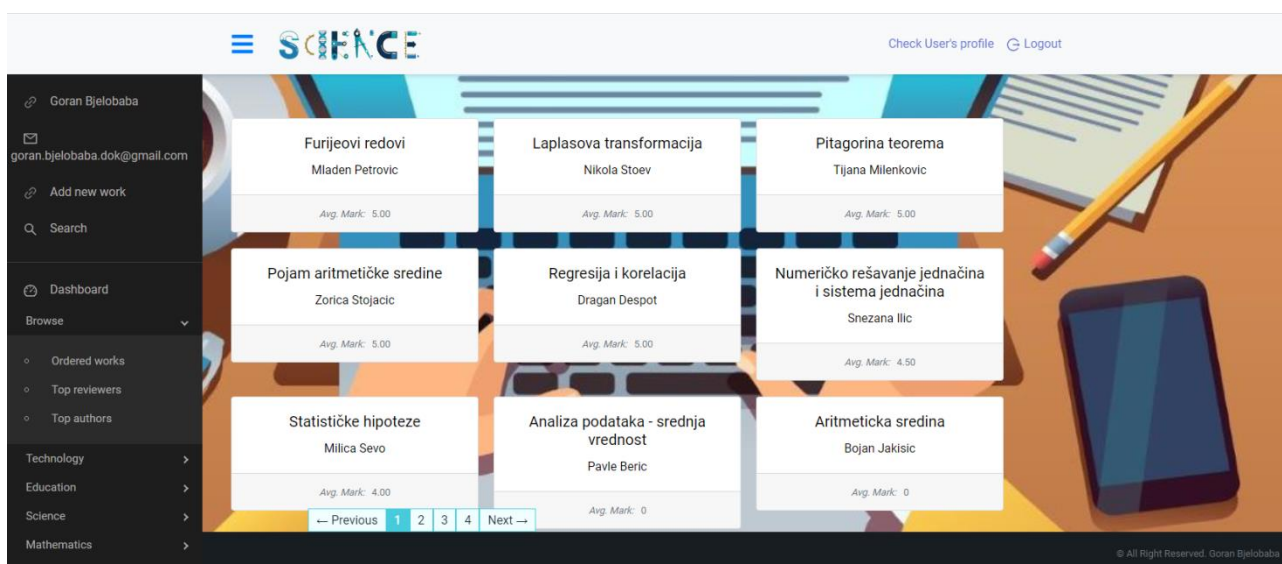 SCIENCE
Check User's profile
Logout
Goran Bjelobaba
goran.bjelobaba.dok@gmail.com
Add new work
Search
Dashboard
Browse
Ordered works
Top reviewers
Top authors
Technology
Education
Science
Mathematics
Furijeovi redovi
Mladen Petrovic
Avg. Mark: 5.00
Laplasova transformacija
Nikola Stoev
Avg. Mark: 5.00
Pitagorina teorema
Tijana Milenkovic
Avg. Mark: 5.00
Pojam aritmetičke sredine
Zorica Stojacic
Avg. Mark: 5.00
Regresija i korelacija
Dragan Despot
Avg. Mark: 5.00
Numeričko rešavanje jednačina
i sistema jednačina
Snezana Ilic
Avg. Mark: 4.50
Statističke hipoteze
Milica Sevo
Avg. Mark: 4.00
Analiza podataka - srednja
vrednost
Pavle Beric
Avg. Mark: 0
Aritmeticka sredina
Bojan Jakisic
Avg. Mark: 0
← Previous 1 2 3 4 Next →
© All Right Reserved. Goran Bjelobaba